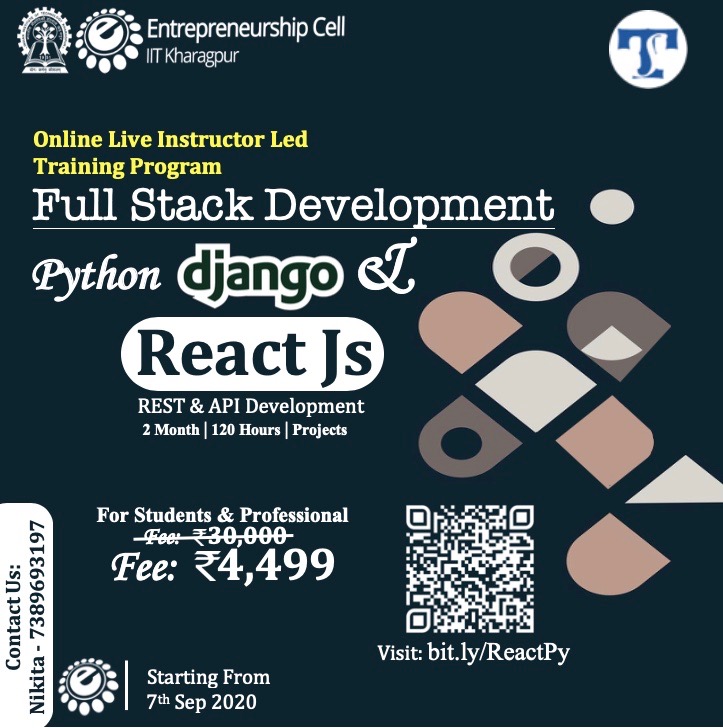 Entrepreneurship Cell
IIT Kharagpur
TS
Online Live Instructor Led
Training Program
Full Stack Development
Python django &
React Js
REST & API Development
2 Month | 120 Hours | Projects
For Students & Professional
Fee: ₹30,000
Fee: ₹4,499
Visit: bit.ly/ReactPy
Contact Us:
Nikita - 7389693197
Starting From
7th Sep 2020